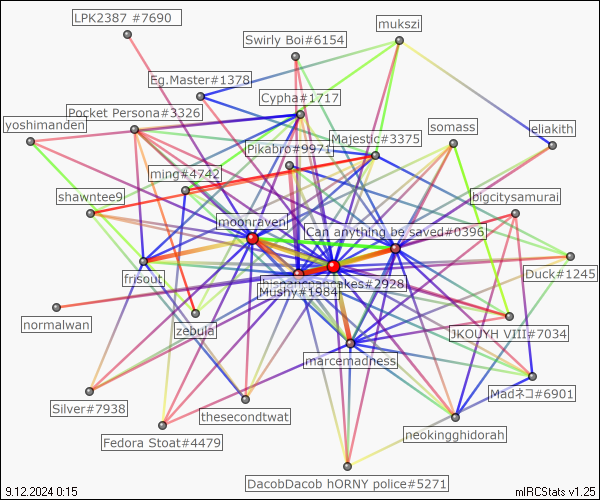 LPK2387 #7690
mukszi
Swirly Boi#6154
Eg.Master#1378
Cypha#1717
Pocket Persona#3326
yoshimanden
Majestic#3375
somass
eliakith
Pikabro#9971
ming#4742
shawntee9
bigcitysamurai
moonraven
Can anything be saved#0396
frisout
hispanicpancakes#2928
Duck#1245
Mushy#1984
normalwan
zebula
JKOUYH VIII#7034
marcemadness
Madネコ#6901
Silver#7938
thesecondtwat
neokingghidorah
Fedora Stoat#4479
DacobDacob hORNY police#5271
9.12.2024 0:15
mIRCStats v1.25